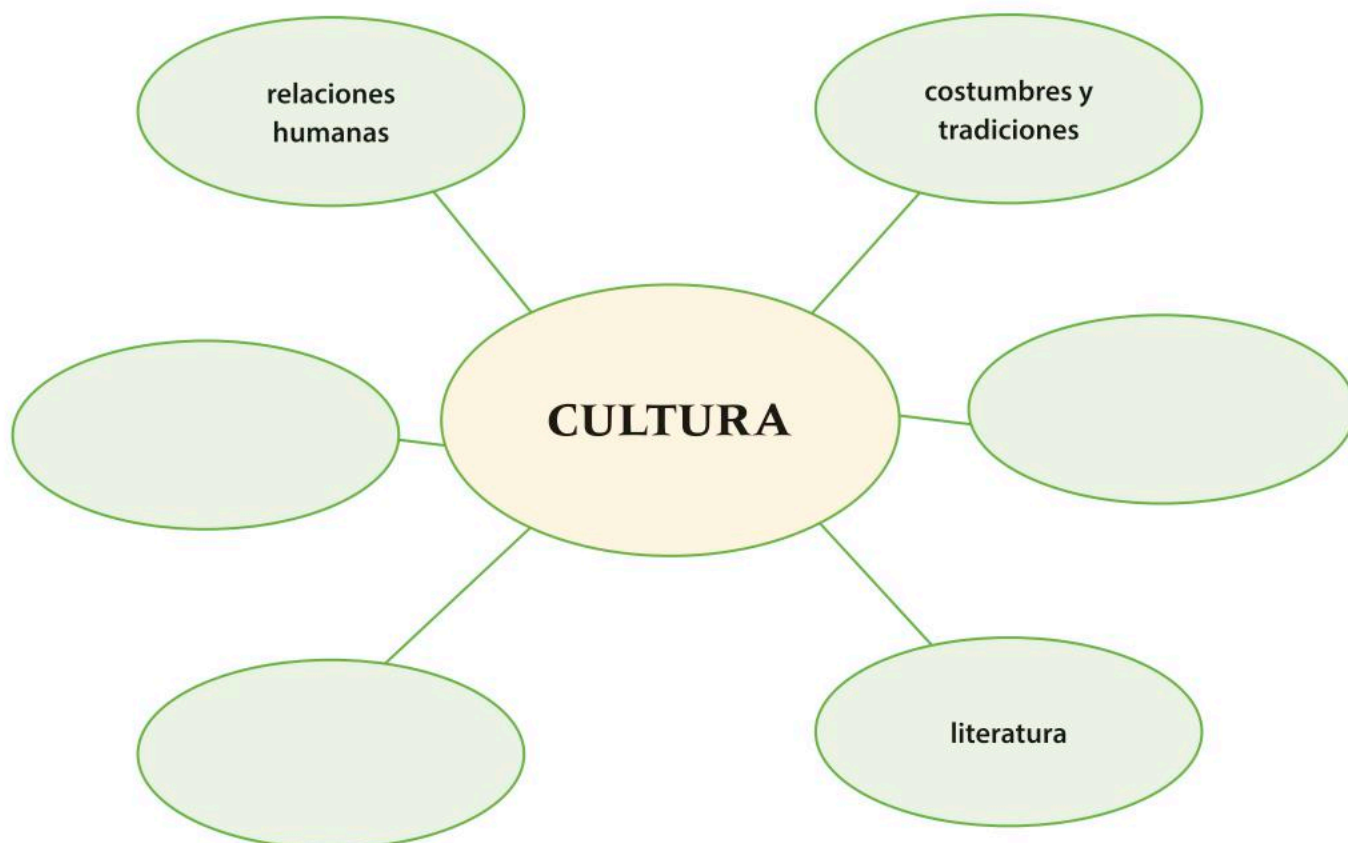 relaciones
humanas
costumbres y
tradiciones
CULTURA
literatura